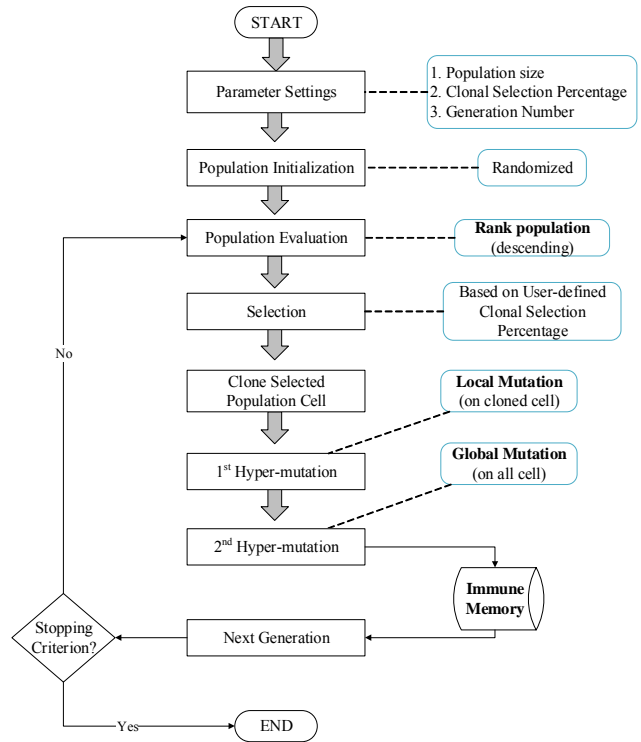 START
Parameter Settings
1. Population size
2. Clonal Selection Percentage
3. Generation Number
Population Initialization
Randomized
Population Evaluation
Rank population
(descending)
Selection
Based on User-defined
Clonal Selection
Percentage
No
Clone Selected
Population Cell
Local Mutation
(on cloned cell)
1st Hyper-mutation
Global Mutation
(on all cell)
2nd Hyper-mutation
Immune
Memory
Next Generation
Stopping
Criterion?
Yes
END